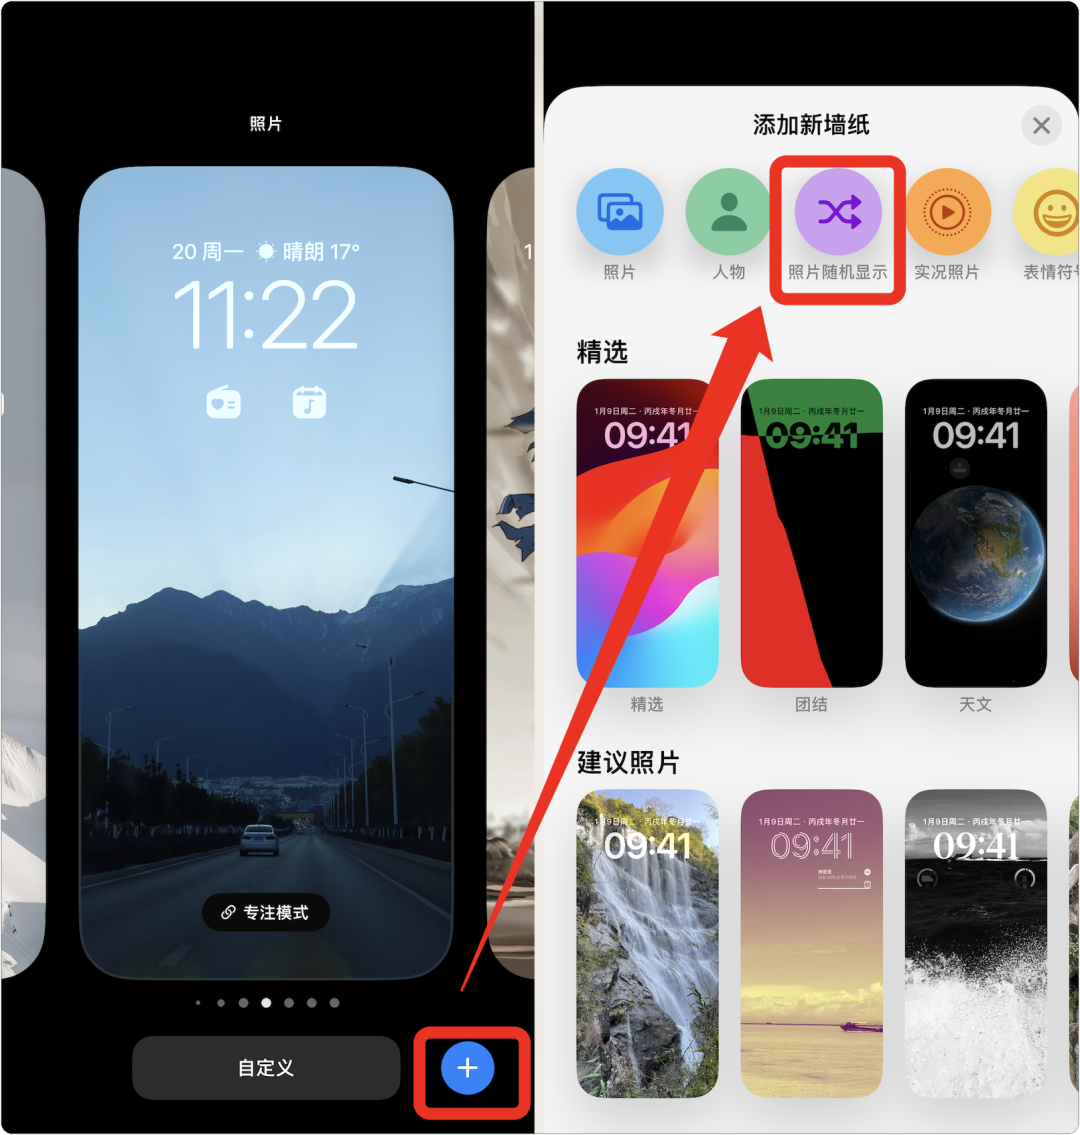 照片
20 周一 晴朗 17°
11:22
专注模式
自定义
添加新墙纸
照片
人物
照片随机显示
实况照片
表情符号
精选
1月9日周二 · 丙戌年冬月廿一
09:41
1月9日周二 · 丙戌年冬月廿一
09:41
1月9日周二 · 丙戌年冬月廿一
09:41
精选
团结
天文
建议照片
1月9日周二 · 丙戌年冬月廿一
09:41
1月9日周二 · 丙戌年冬月廿一
09:41
1月9日周二 · 丙戌年冬月廿一
09:41